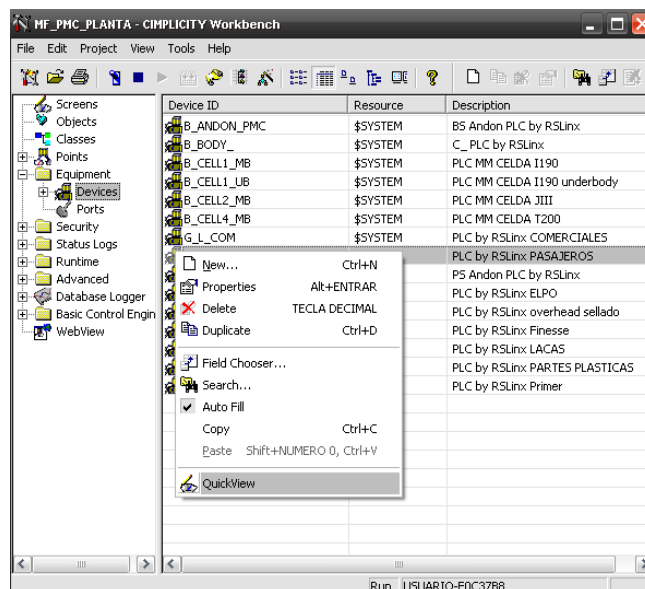 MF_PMC_PLANTA - CIMPLICITY Workbench
File Edit Project View Tools Help
Screens
Objects
Classes
Points
Equipment
Devices
Ports
Security
Status Logs
Runtime
Advanced
Database Logger
Basic Control Engin
WebView
Device ID Resource Description
B_ANDON_PMC $SYSTEM BS Andon PLC by RSLinx
B_BODY_ $SYSTEM C_ PLC by RSLinx
B_CELL1_MB $SYSTEM PLC MM CELDA I190
B_CELL1_UB $SYSTEM PLC MM CELDA I190 underbody
B_CELL2_MB $SYSTEM PLC MM CELDA JIII
B_CELL4_MB $SYSTEM PLC MM CELDA T200
G_L_COM $SYSTEM PLC by RSLinx COMERCIALES
PLC by RSLinx PASAJEROS
PS Andon PLC by RSLinx
PLC by RSLinx ELPO
PLC by RSLinx overhead sellado
PLC by RSLinx Finesse
PLC by RSLinx LACAS
PLC by RSLinx PARTES PLASTICAS
PLC by RSLinx Primer
New... Ctrl+N
Properties Alt+ENTRAR
Delete TECLA DECIMAL
Duplicate Ctrl+D
Field Chooser...
Search...
Auto Fill
Copy Ctrl+C
Paste Shift+NUMERO 0, Ctrl+V
QuickView
Run USUARIO-F0C37B8